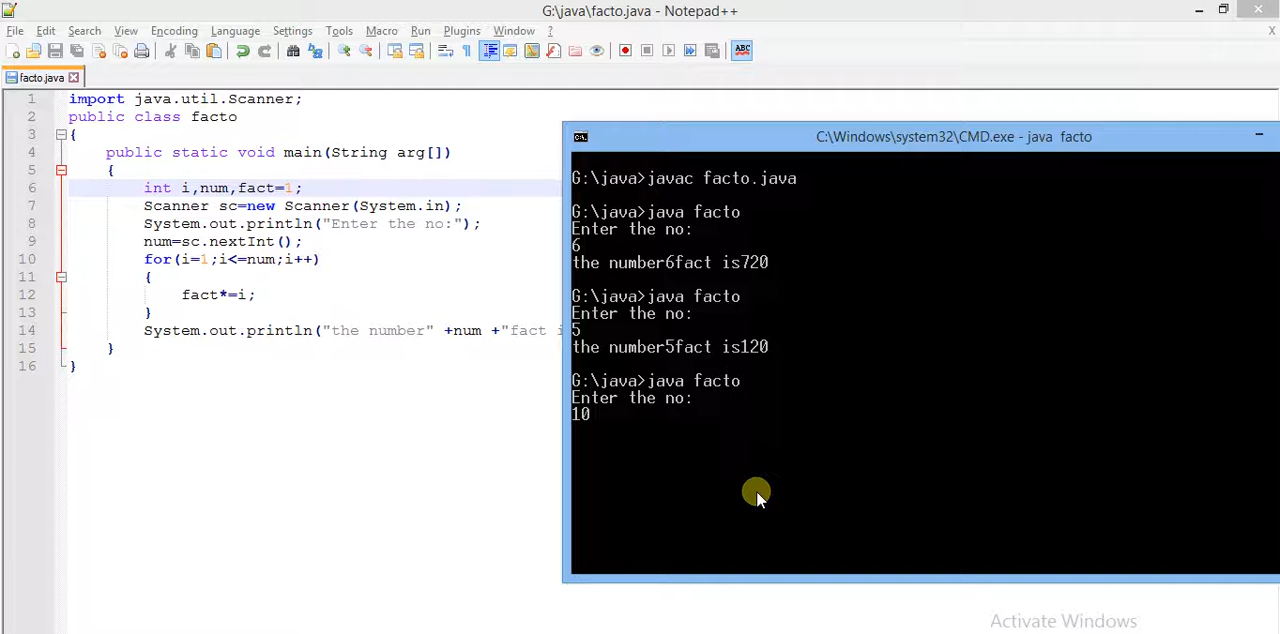 G:\java\facto.java - Notepad++
File Edit Search View Encoding Language Settings Tools Macro Run Plugins Window ? X
ABC
facto.java
1 import java.util.Scanner;
2 public class facto
3 {
4 public static void main(String arg[])
5 {
6 int i,num,fact=1;
7 Scanner sc=new Scanner(System.in);
8 System.out.println("Enter the no:");
9 num=sc.nextInt();
10 for(i=1;i<=num;i++)
11 {
12 fact*=i;
13 }
14 System.out.println("the number" +num +"fact i
15 }
16 }
C:\Windows\system32\CMD.exe - java facto
G:\java>javac facto.java
G:\java>java facto
Enter the no:
6
the number6fact is720
G:\java>java facto
Enter the no:
5
the number5fact is120
G:\java>java facto
Enter the no:
10
Activate Windows